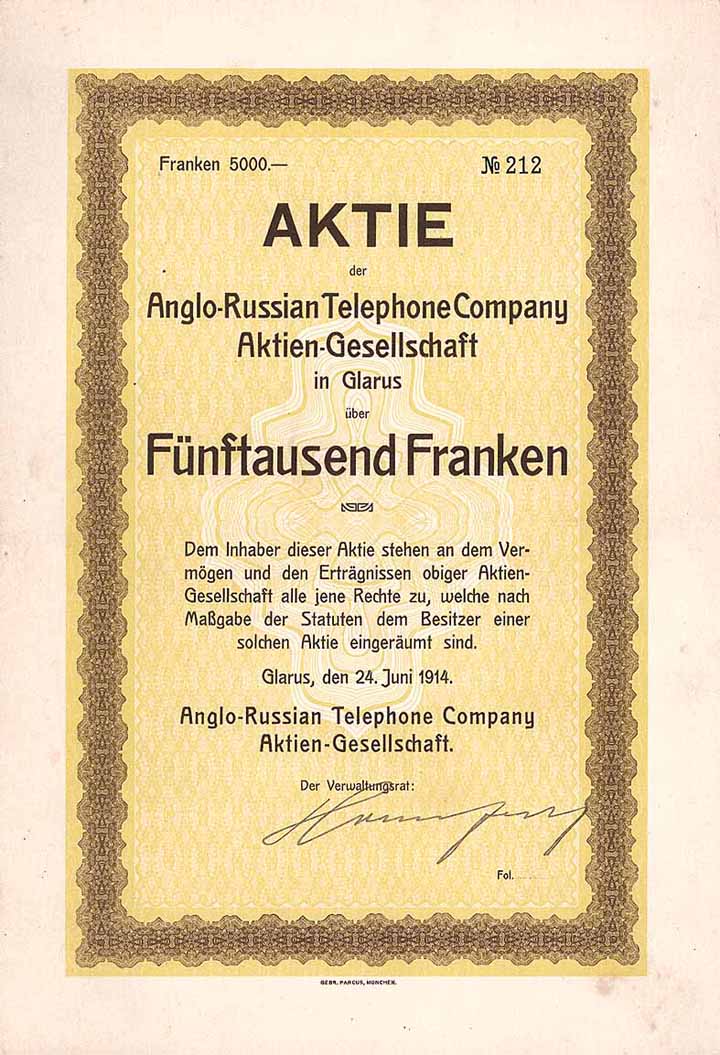 Franken 5000.—
№ 212
AKTIE
der
Anglo-Russian Telephone Company
Aktien-Gesellschaft
in Glarus
über
Fünftausend Franken
Dem Inhaber dieser Aktie stehen an dem Ver-
mögen und den Erträgnissen obiger Aktien-
Gesellschaft alle jene Rechte zu, welche nach
Maßgabe der Statuten dem Besitzer einer
solchen Aktie eingeräumt sind.
Glarus, den 24. Juni 1914.
Anglo-Russian Telephone Company
Aktien-Gesellschaft.
Der Verwaltungsrat:
Fol.
GEBR. PARCUS, MÜNCHEN.